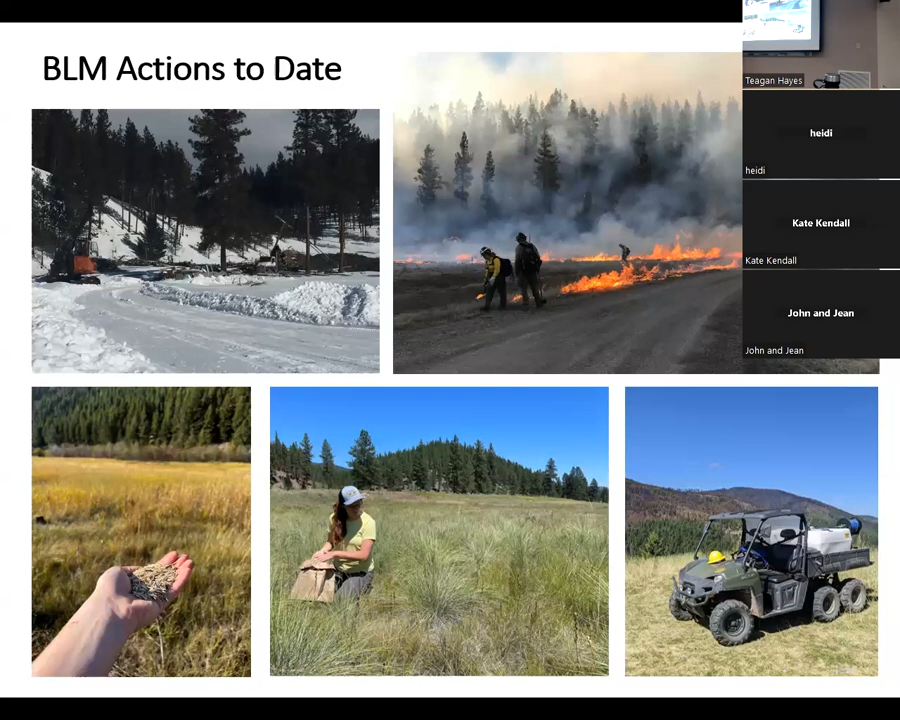 BLM Actions to Date
Teagan Hayes
heidi
heidi
Kate Kendall
Kate Kendall
John and Jean
John and Jean